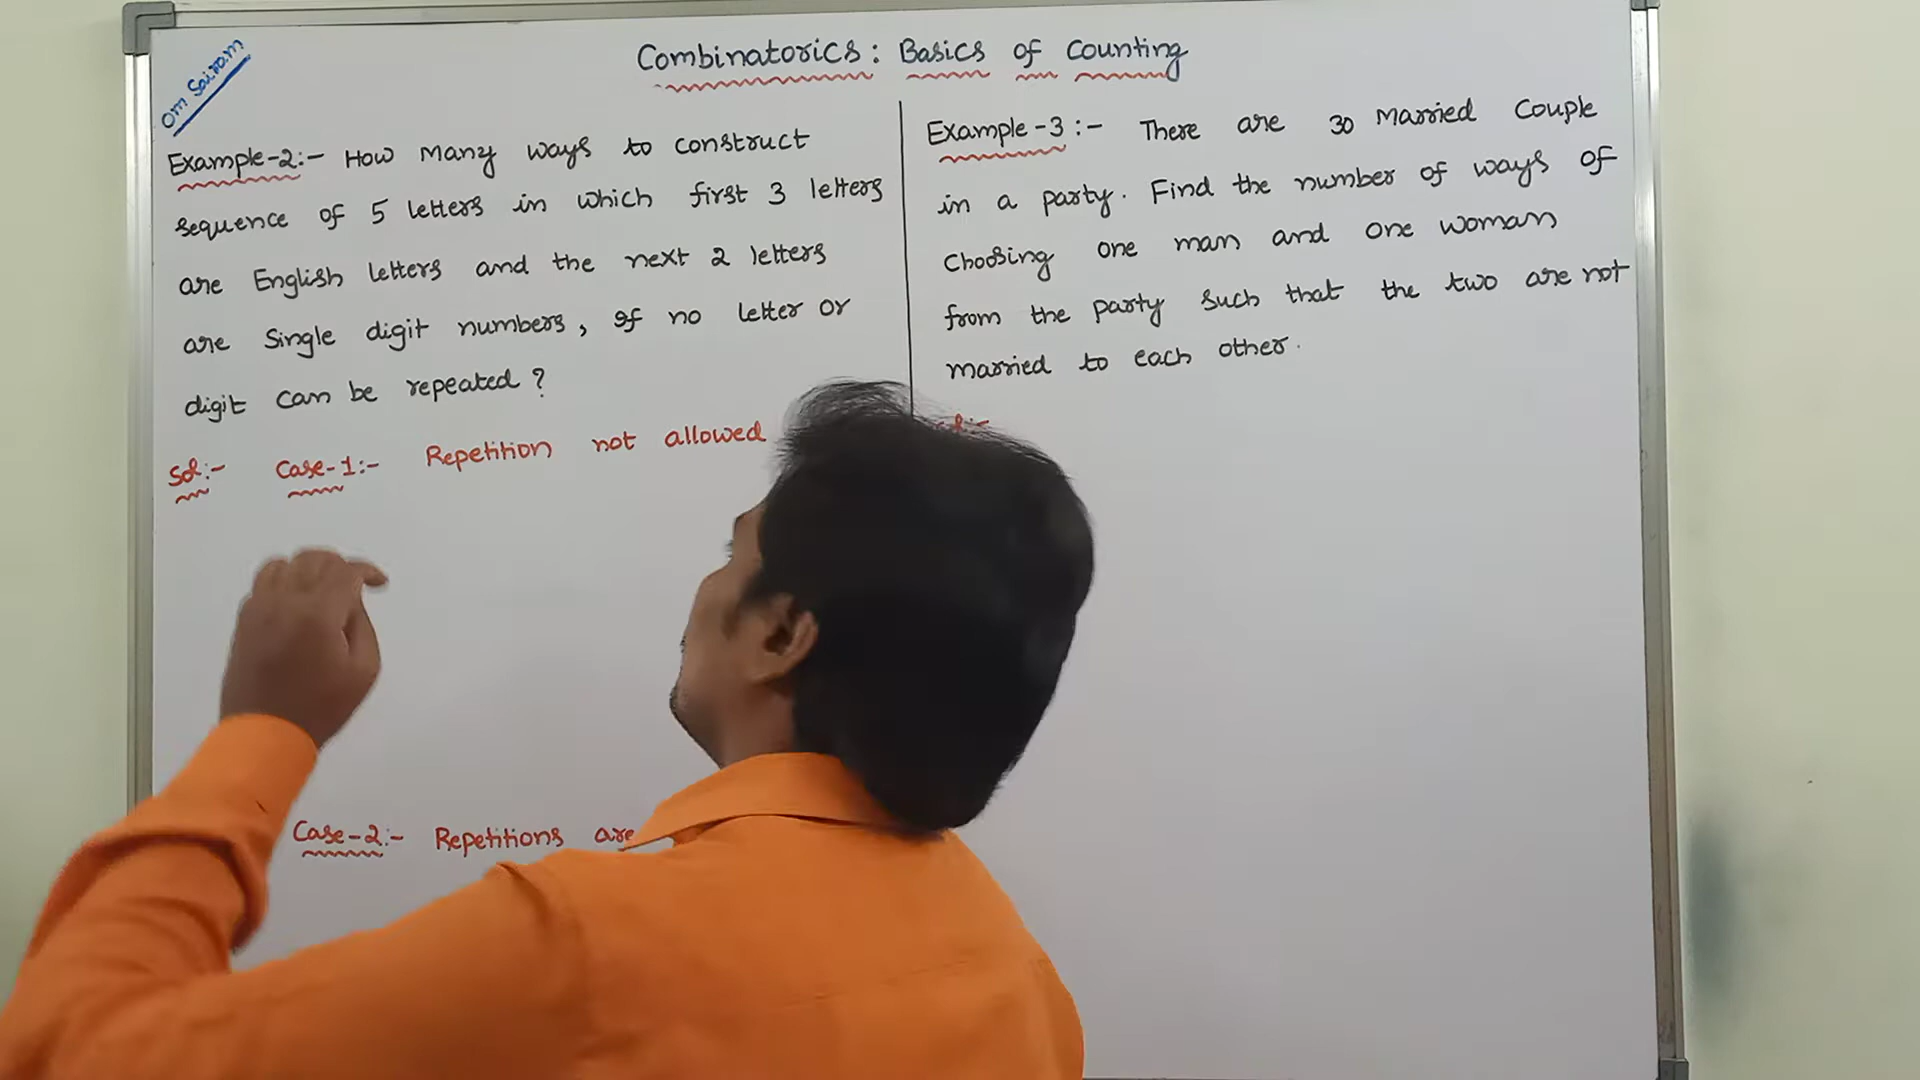 Om Sairam
Combinatorics: Basics of Counting
Example-2:- How Many ways to construct
sequence of 5 letters in which first 3 letters
are English letters and the next 2 letters
are Single digit numbers, if no letter or
digit can be repeated?
Sol:- Case-1:- Repetition not allowed
Case-2:- Repetitions are
Example-3:- There are 30 Married Couple
in a party. Find the number of ways of
Choosing one man and one woman
from the party such that the two are not
married to each other.